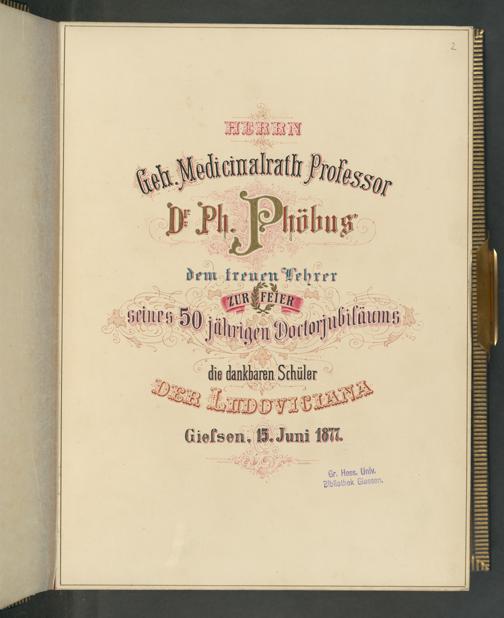 2
HERRN
Geh. Medicinalrath Professor
Dr. Ph. Phöbus
dem treuen Lehrer
ZUR FEIER
seines 50 jährigen Doctorjubiläums
die dankbaren Schüler
DER LUDOVICIANA
Gieſsen, 15. Juni 1877.
Gr. Hess. Univ.
Bibliothek Giessen.